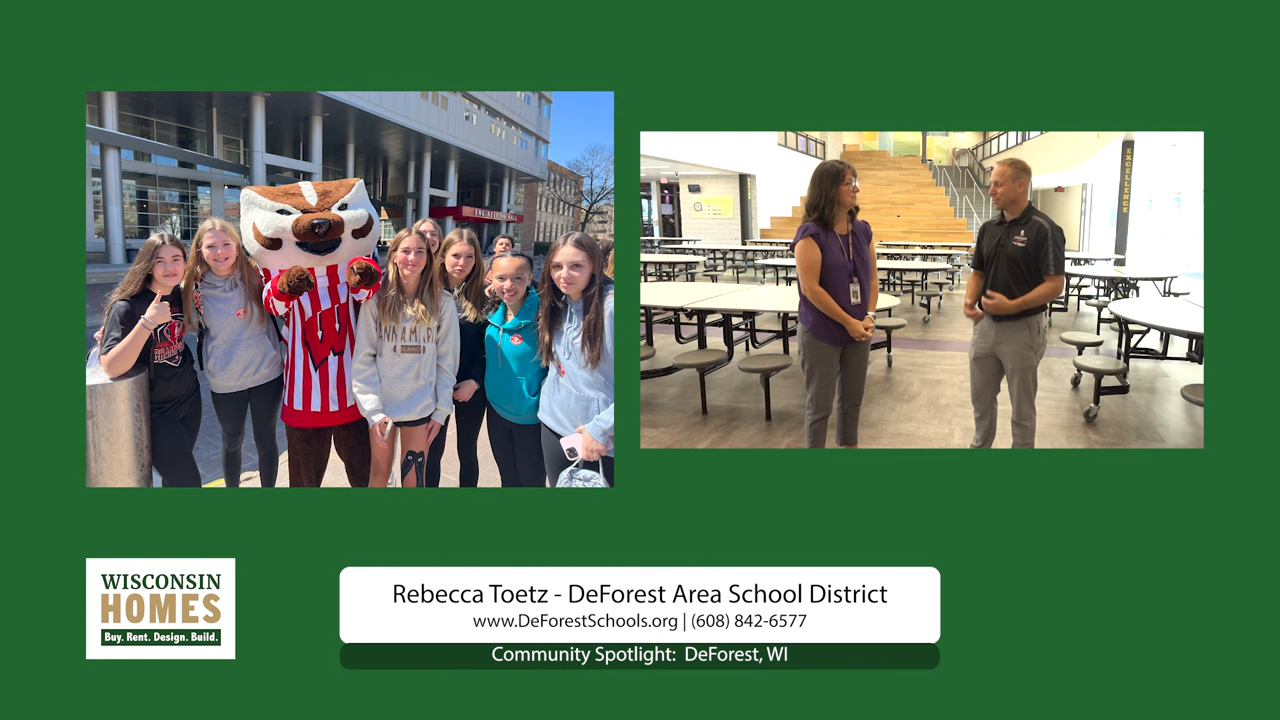 ENGINEERING HALL
W
EXCELLENCE
WISCONSIN
HOMES
Buy. Rent. Design. Build.
Rebecca Toetz - DeForest Area School District
www.DeForestSchools.org | (608) 842-6577
Community Spotlight: DeForest, WI